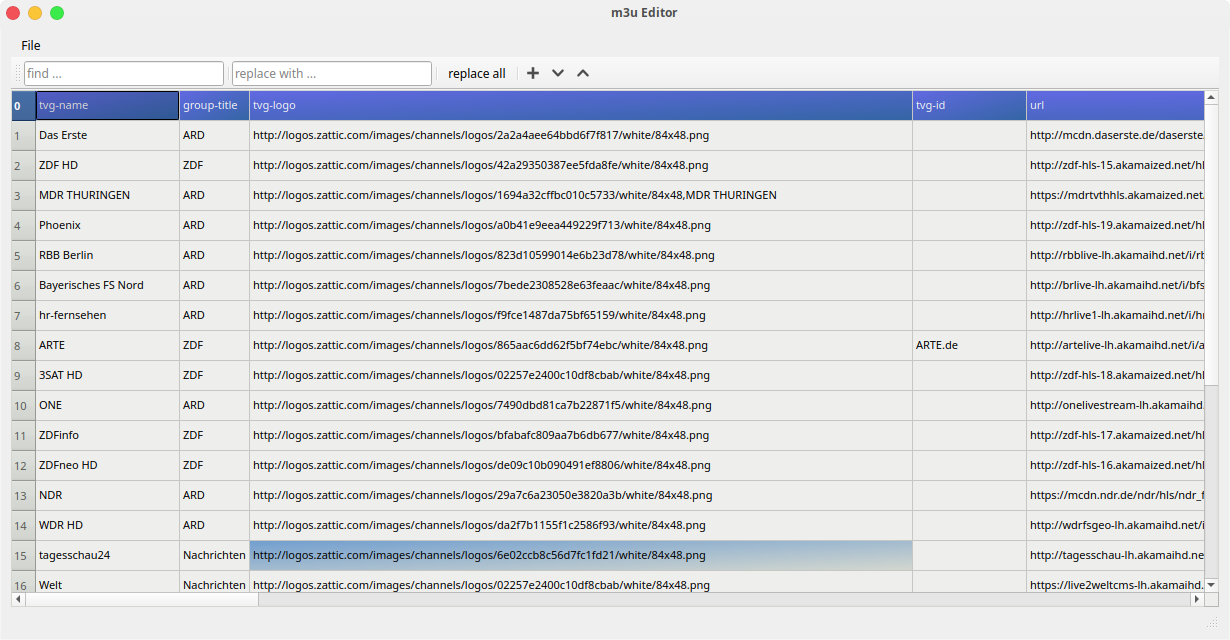 m3u Editor
File
find ... replace with ... replace all
0 tvg-name group-title tvg-logo tvg-id url
1 Das Erste ARD http://logos.zattic.com/images/channels/logos/2a2a4aee64bbd6f7f817/white/84x48.png http://mcdn.daserste.de/daserste
2 ZDF HD ZDF http://logos.zattic.com/images/channels/logos/42a29350387ee5fda8fe/white/84x48.png http://zdf-hls-15.akamaized.net/hl
3 MDR THURINGEN ARD http://logos.zattic.com/images/channels/logos/1694a32cffbc010c5733/white/84x48,MDR THURINGEN https://mdrtvthhls.akamaized.net
4 Phoenix ARD http://logos.zattic.com/images/channels/logos/a0b41e9eea449229f713/white/84x48.png http://zdf-hls-19.akamaized.net/hl
5 RBB Berlin ARD http://logos.zattic.com/images/channels/logos/823d10599014e6b23d78/white/84x48.png http://rbblive-lh.akamaihd.net/i/rb
6 Bayerisches FS Nord ARD http://logos.zattic.com/images/channels/logos/7bede2308528e63feaac/white/84x48.png http://brlive-lh.akamaihd.net/i/bfs
7 hr-fernsehen ARD http://logos.zattic.com/images/channels/logos/f9fce1487da75bf65159/white/84x48.png http://hrlive1-lh.akamaihd.net/i/hr
8 ARTE ZDF http://logos.zattic.com/images/channels/logos/865aac6dd62f5bf74ebc/white/84x48.png ARTE.de http://artelive-lh.akamaihd.net/i/a
9 3SAT HD ZDF http://logos.zattic.com/images/channels/logos/02257e2400c10df8cbab/white/84x48.png http://zdf-hls-18.akamaized.net/hl
10 ONE ARD http://logos.zattic.com/images/channels/logos/7490dbd81ca7b22871f5/white/84x48.png http://onelivestream-lh.akamaihd.
11 ZDFinfo ZDF http://logos.zattic.com/images/channels/logos/bfabafc809aa7b6db677/white/84x48.png http://zdf-hls-17.akamaized.net/hl
12 ZDFneo HD ZDF http://logos.zattic.com/images/channels/logos/de09c10b090491ef8806/white/84x48.png http://zdf-hls-16.akamaized.net/hl
13 NDR ARD http://logos.zattic.com/images/channels/logos/29a7c6a23050e3820a3b/white/84x48.png https://mcdn.ndr.de/ndr/hls/ndr_f
14 WDR HD ARD http://logos.zattic.com/images/channels/logos/da2f7b1155f1c2586f93/white/84x48.png http://wdrfsgeo-lh.akamaihd.net/i
15 tagesschau24 Nachrichten http://logos.zattic.com/images/channels/logos/6e02ccb8c56d7fc1fd21/white/84x48.png http://tagesschau-lh.akamaihd.ne
16 Welt Nachrichten http://logos.zattic.com/images/channels/logos/02257e2400c10df8cbab/white/84x48.png https://live2weltcms-lh.akamaihd.